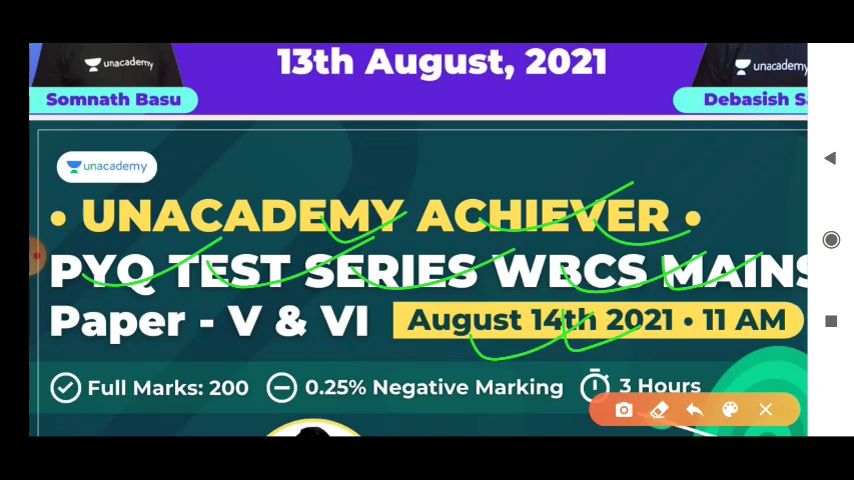 unacademy
13th August, 2021
unacademy
Somnath Basu
Debasish
unacademy
• UNACADEMY ACHIEVER •
PYQ TEST SERIES WBCS MAINS
Paper - V & VI
August 14th 2021 • 11 AM
Full Marks: 200
0.25% Negative Marking
3 Hours